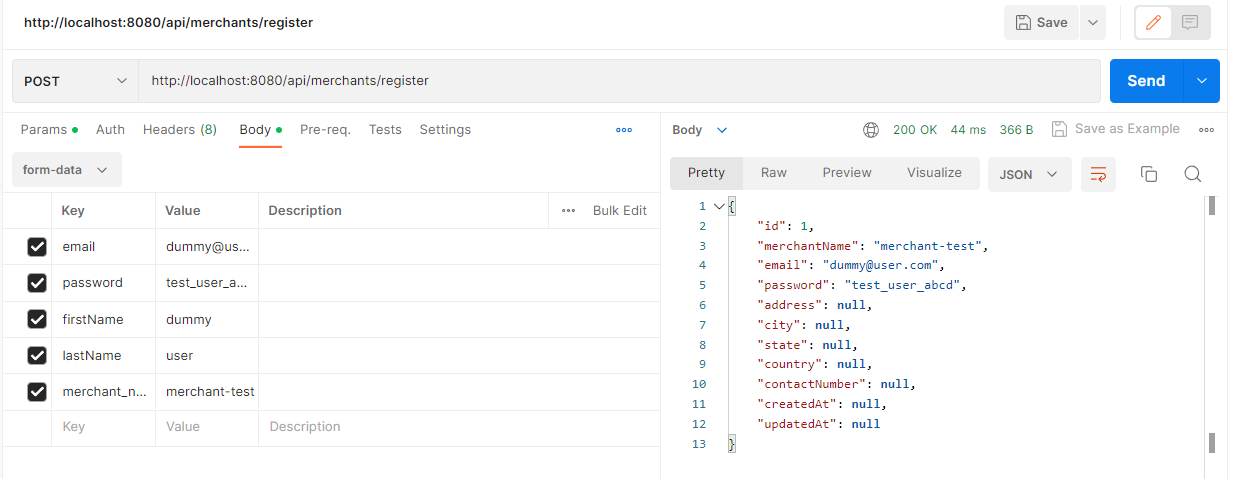 http://localhost:8080/api/merchants/register
Save
POST
http://localhost:8080/api/merchants/register
Send
Params
Auth
Headers (8)
Body
Pre-req.
Tests
Settings
form-data
Key Value Description Bulk Edit
email dummy@us...
password test_user_a...
firstName dummy
lastName user
merchant_n... merchant-test
Key Value Description
Body 200 OK 44 ms 366 B Save as Example
Pretty Raw Preview Visualize JSON
1 {
2 "id": 1,
3 "merchantName": "merchant-test",
4 "email": "dummy@user.com",
5 "password": "test_user_abcd",
6 "address": null,
7 "city": null,
8 "state": null,
9 "country": null,
10 "contactNumber": null,
11 "createdAt": null,
12 "updatedAt": null
13 }